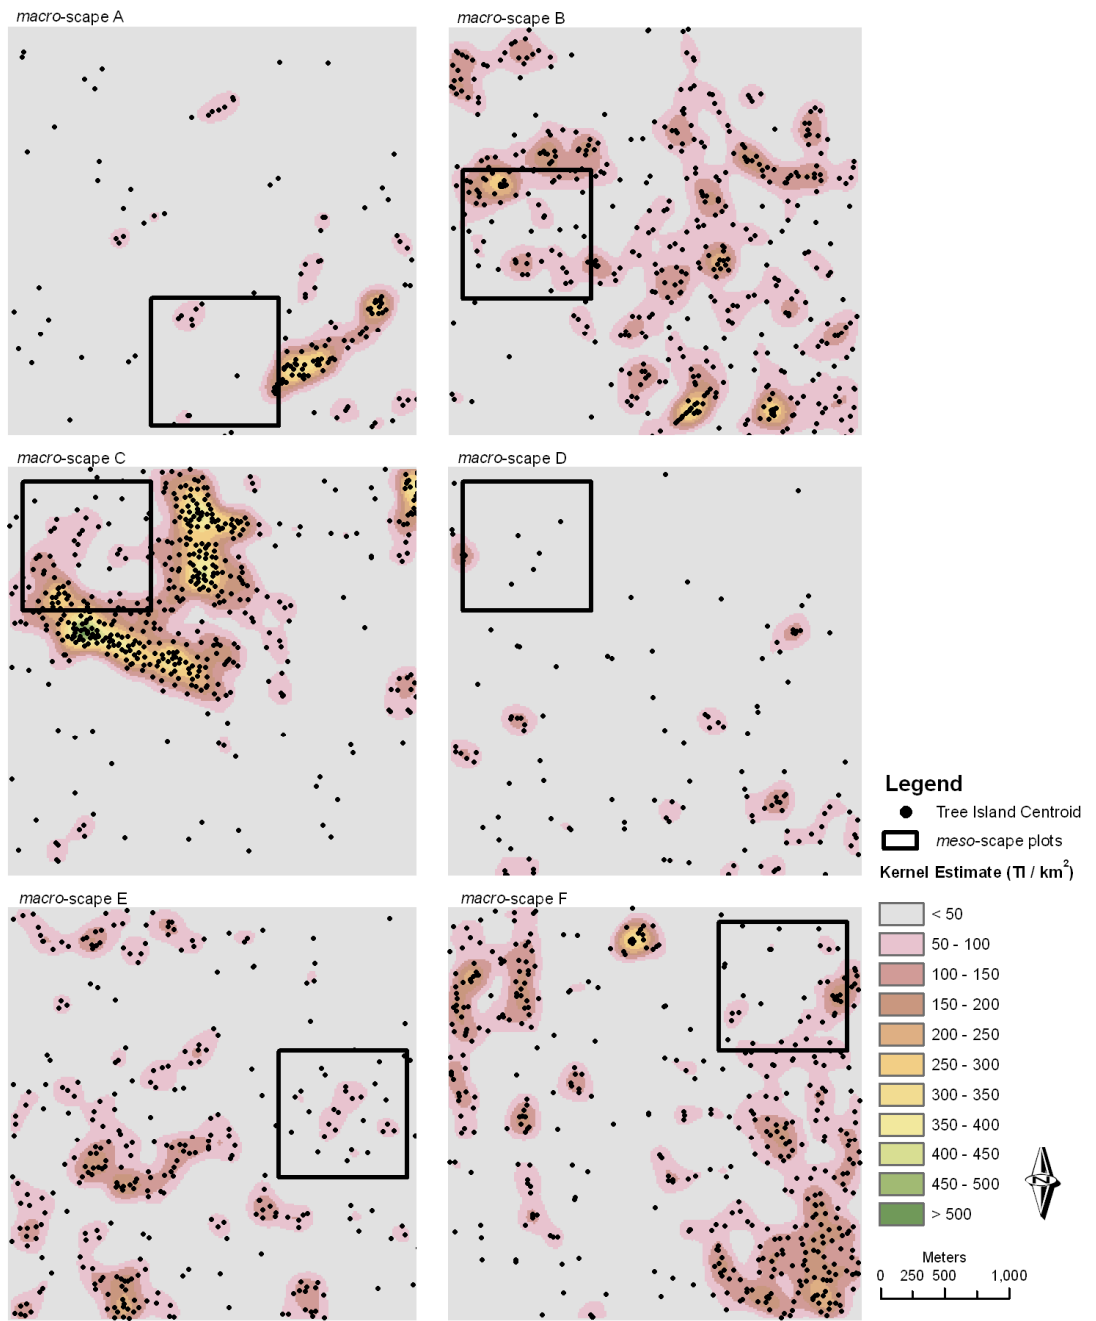 macro-scape A
macro-scape B
macro-scape C
macro-scape D
macro-scape E
macro-scape F
Legend
Tree Island Centroid
meso-scape plots
Kernel Estimate (TI / km²)
< 50
50 - 100
100 - 150
150 - 200
200 - 250
250 - 300
300 - 350
350 - 400
400 - 450
450 - 500
> 500
N
Meters
0 250 500 1,000